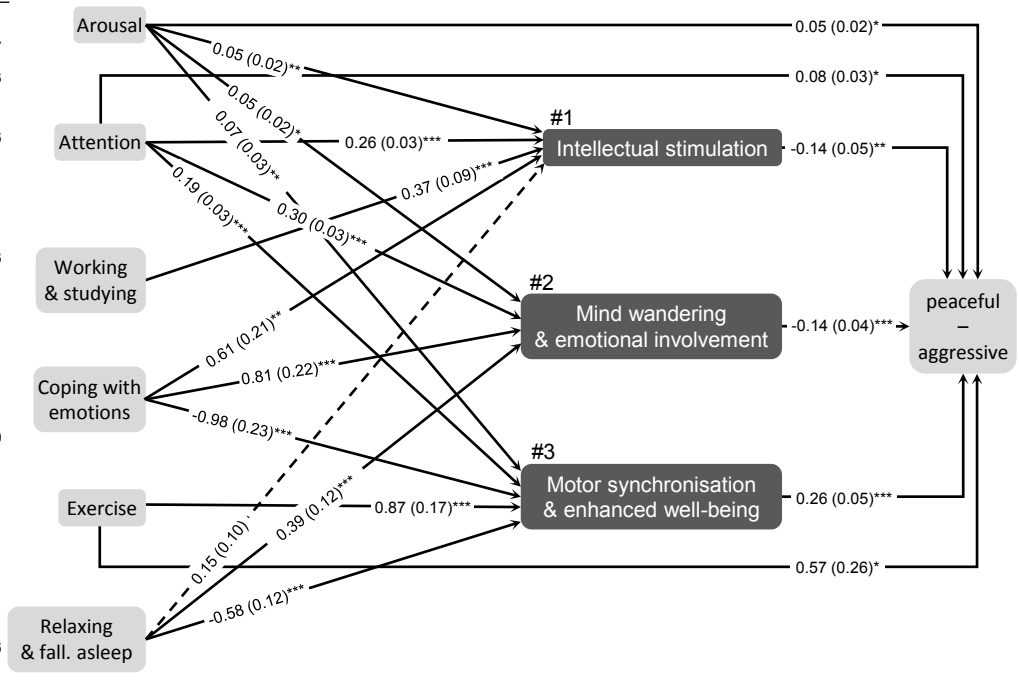 Arousal
0.05 (0.02)*
0.05 (0.02)**
0.08 (0.03)*
0.05 (0.02)*
0.07 (0.03)**
#1
Attention
0.26 (0.03)***
Intellectual stimulation
-0.14 (0.05)**
0.37 (0.09)***
0.19 (0.03)***
0.30 (0.03)***
Working
& studying
#2
Mind wandering
& emotional involvement
-0.14 (0.04)***
peaceful
–
aggressive
0.61 (0.21)**
0.81 (0.22)***
Coping with
emotions
-0.98 (0.23)***
#3
Motor synchronisation
& enhanced well-being
0.26 (0.05)***
Exercise
0.87 (0.17)***
0.39 (0.12)***
0.15 (0.10)
0.57 (0.26)*
-0.58 (0.12)***
Relaxing
& fall. asleep